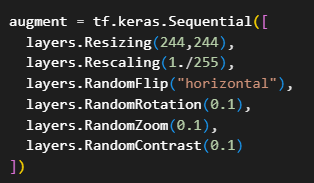 augment = tf.keras.Sequential([
  layers.Resizing(244,244),
  layers.Rescaling(1./255),
  layers.RandomFlip("horizontal"),
  layers.RandomRotation(0.1),
  layers.RandomZoom(0.1),
  layers.RandomContrast(0.1)
])